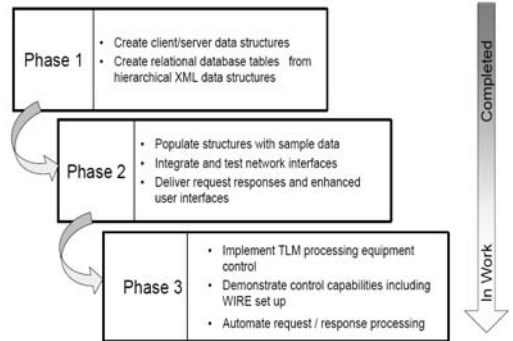 Phase 1
• Create client/server data structures
• Create relational database tables from
hierarchical XML data structures
Phase 2
• Populate structures with sample data
• Integrate and test network interfaces
• Deliver request responses and enhanced
user interfaces
Phase 3
• Implement TLM processing equipment
control
• Demonstrate control capabilities including
WIRE set up
• Automate request / response processing
Completed
In Work